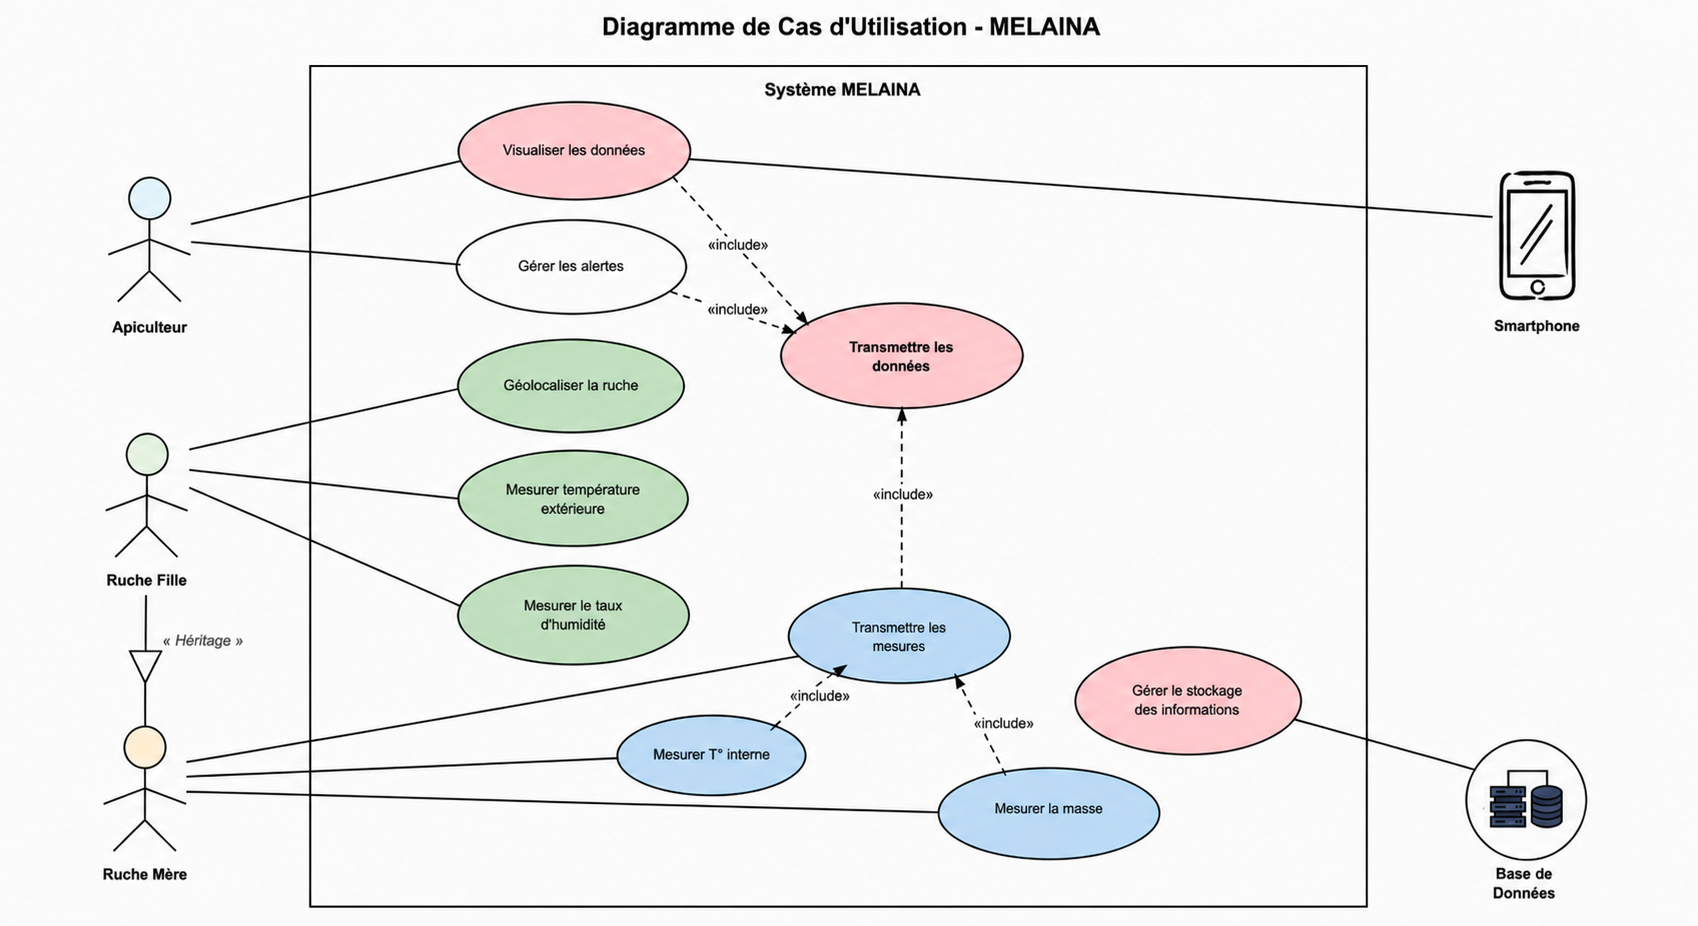 Diagramme de Cas d'Utilisation - MELAINA
Système MELAINA
Visualiser les données
«include»
Gérer les alertes
«include»
Apiculteur
Smartphone
Transmettre les
données
Géolocaliser la ruche
Mesurer température
extérieure
«include»
Ruche Fille
Mesurer le taux
d'humidité
Transmettre les
mesures
« Héritage »
«include»
Gérer le stockage
des informations
«include»
Mesurer T° interne
Mesurer la masse
Ruche Mère
Base de
Données